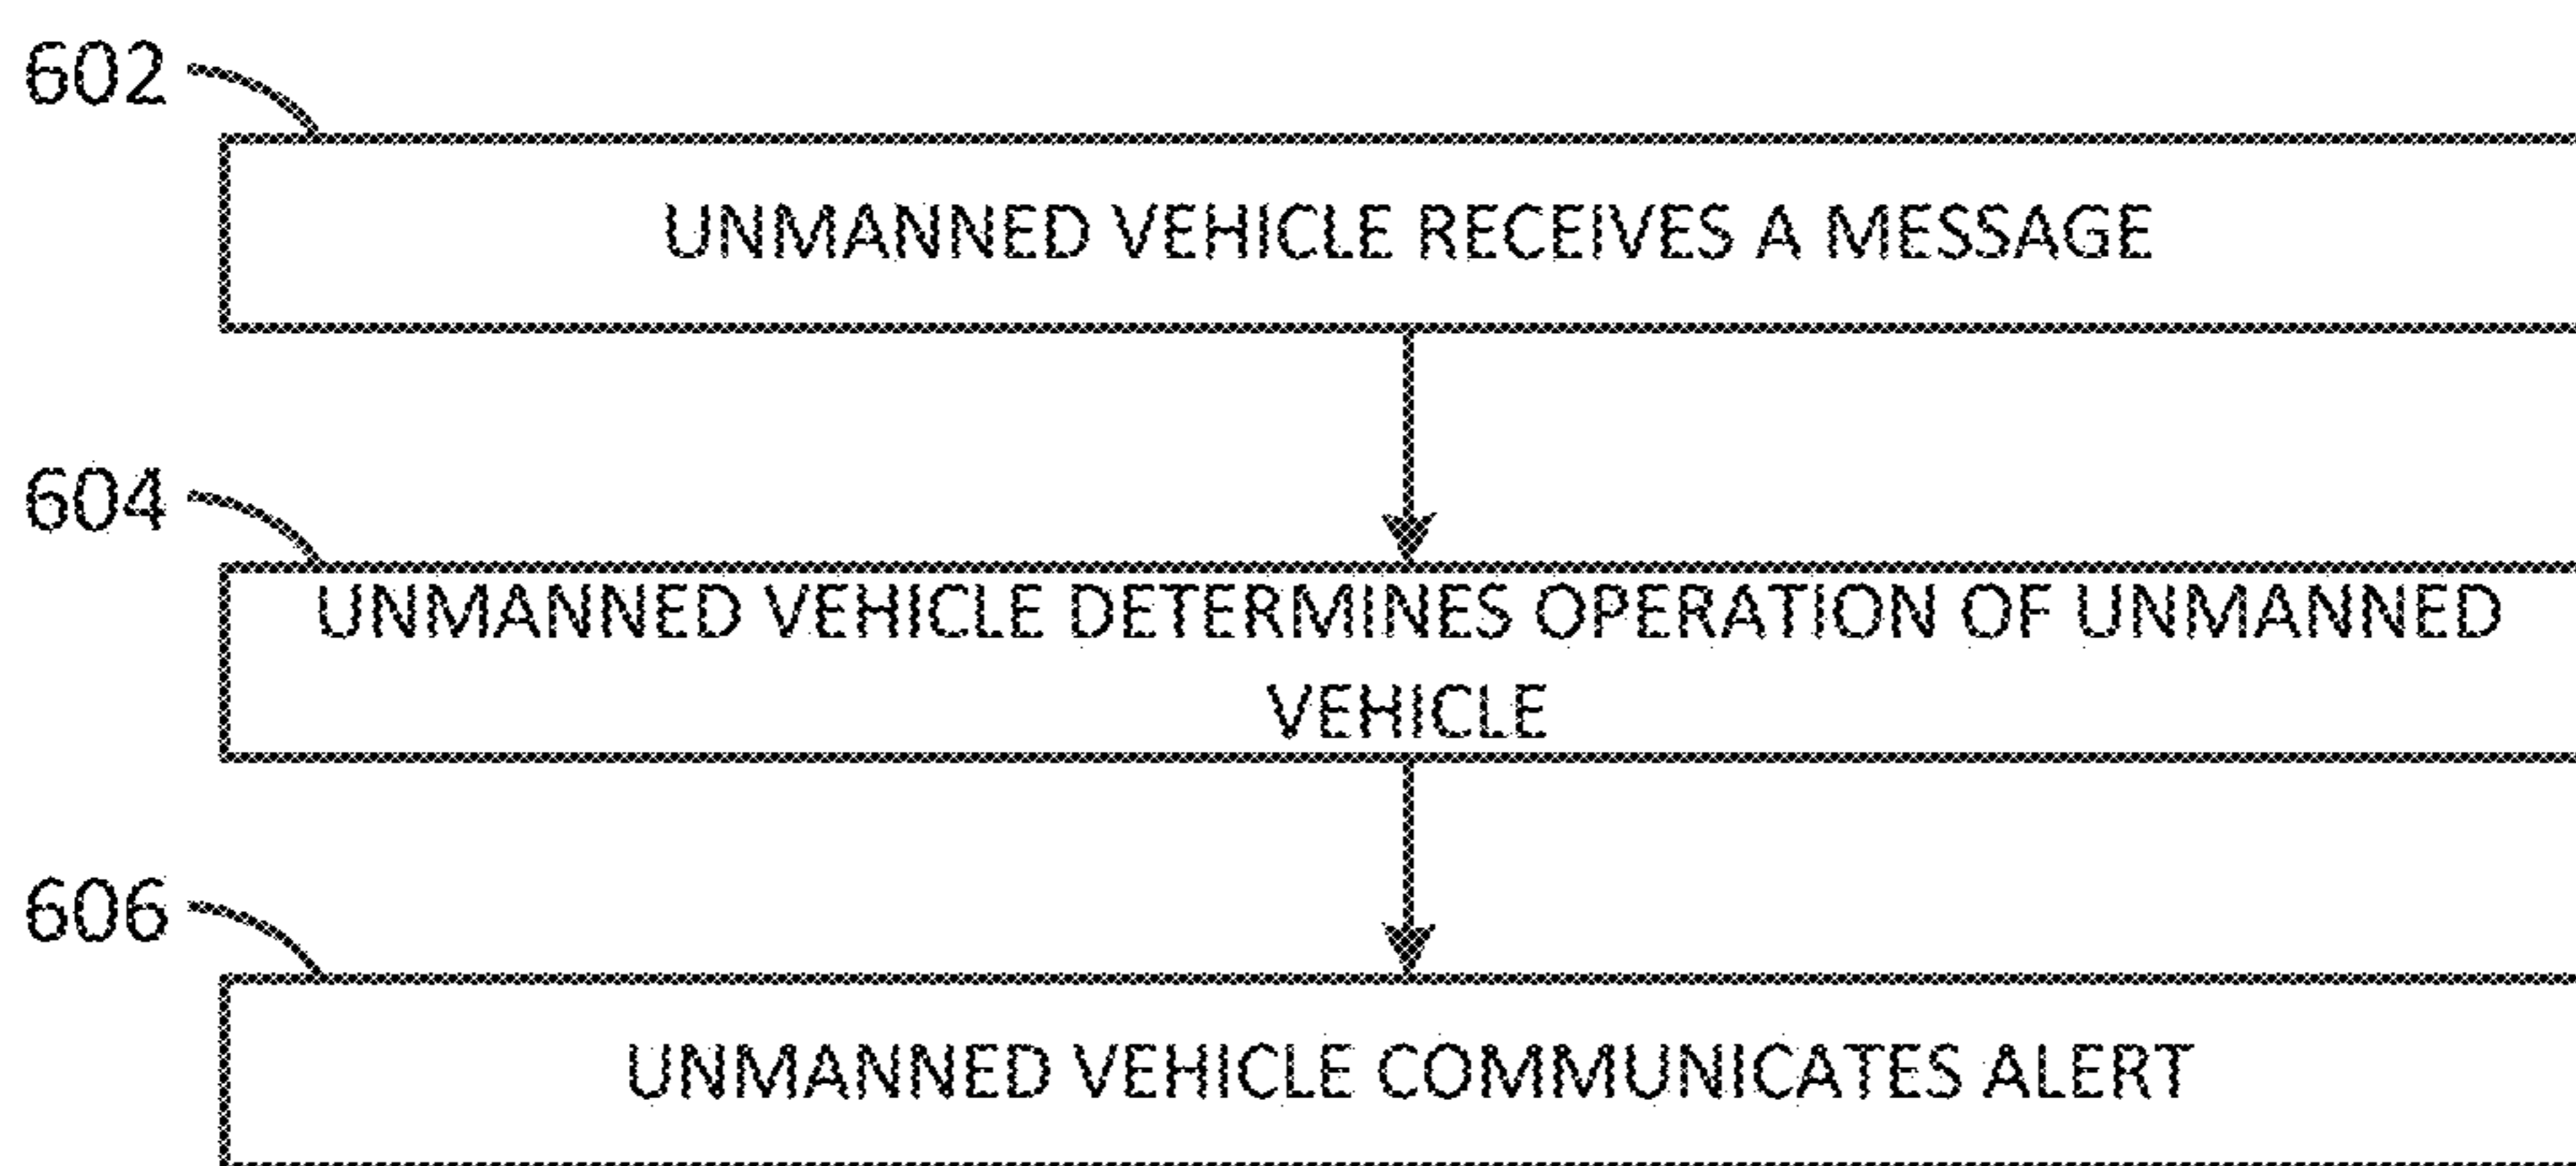 602
UNMANNED VEHICLE RECEIVES A MESSAGE
604
UNMANNED VEHICLE DETERMINES OPERATION OF UNMANNED
VEHICLE
606
UNMANNED VEHICLE COMMUNICATES ALERT